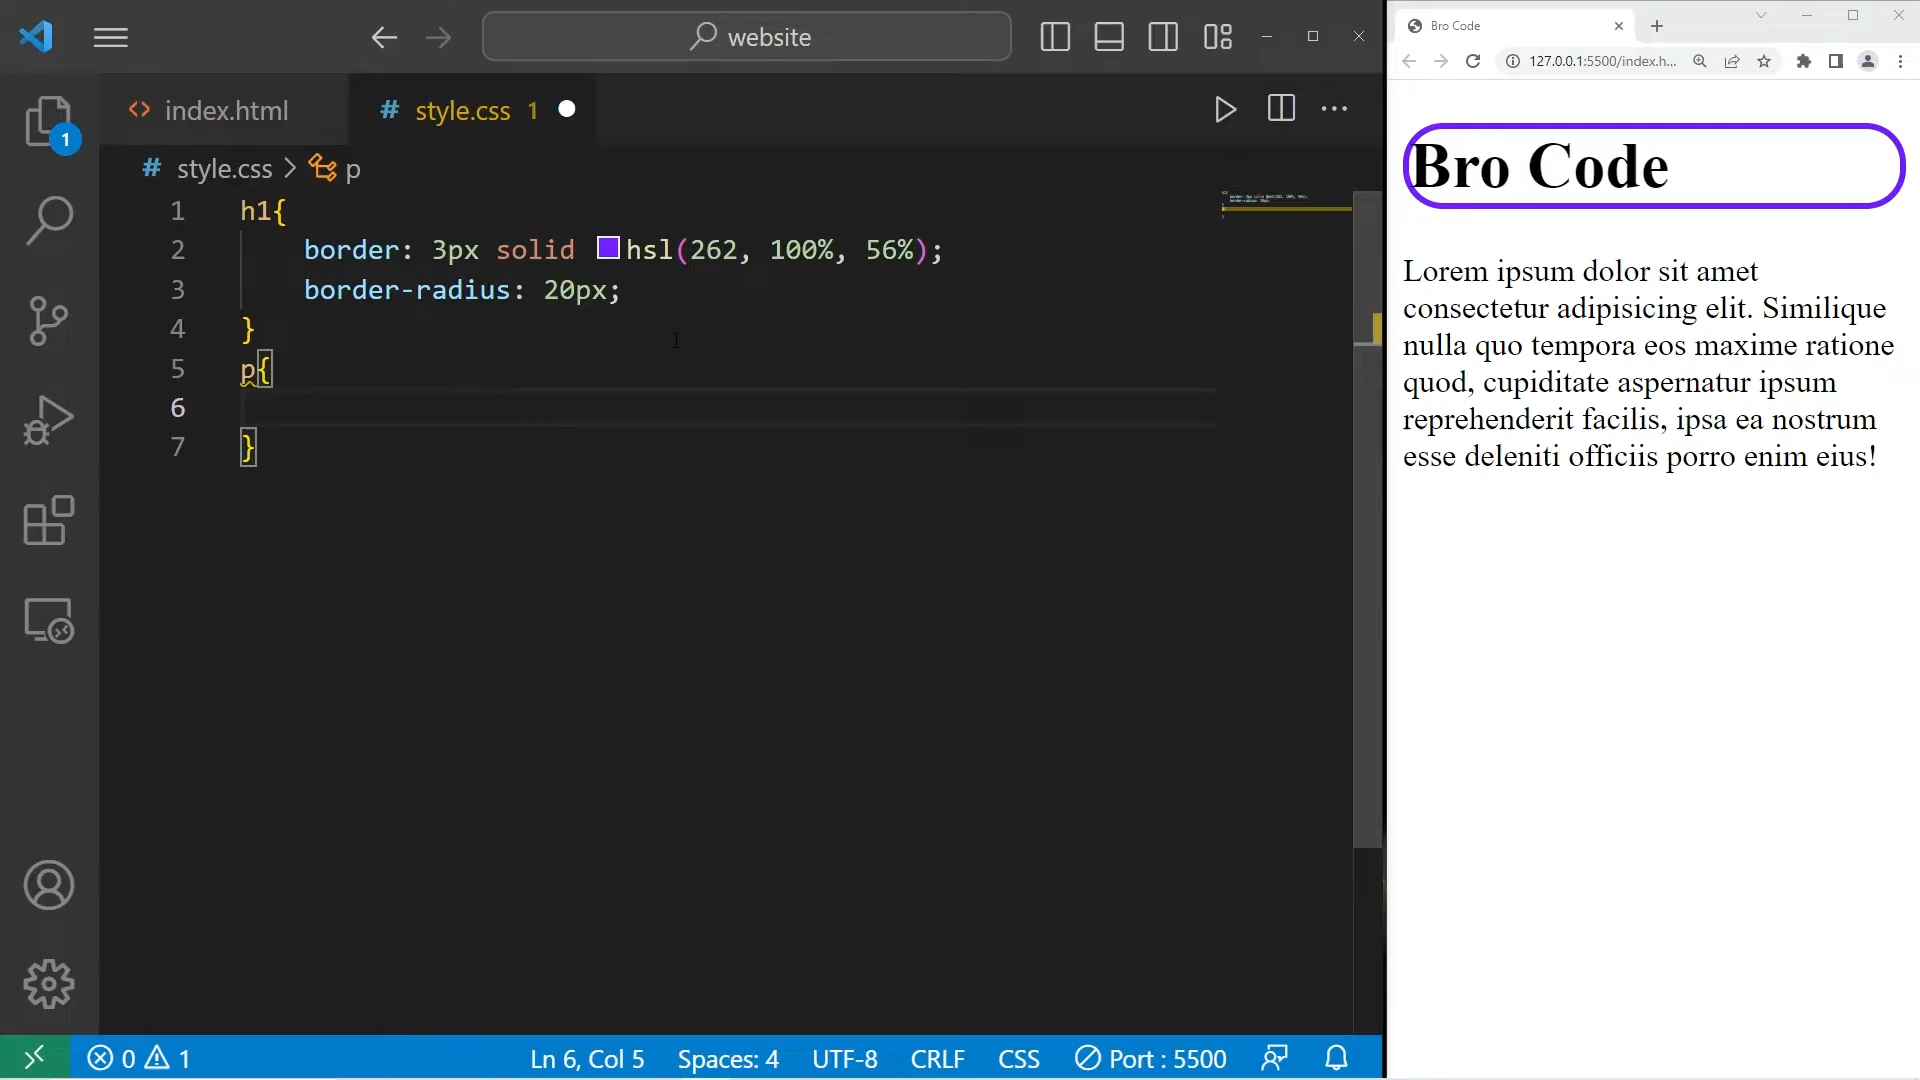 website
index.html
# style.css 1
# style.css > p
1 h1{
2 border: 3px solid hsl(262, 100%, 56%);
3 border-radius: 20px;
4 }
5 p{
6
7 }
1
0 1
Ln 6, Col 5
Spaces: 4
UTF-8
CRLF
CSS
Port : 5500
Bro Code
127.0.0.1:5500/index.h...
Bro Code
Lorem ipsum dolor sit amet
consectetur adipisicing elit. Similique
nulla quo tempora eos maxime ratione
quod, cupiditate aspernatur ipsum
reprehenderit facilis, ipsa ea nostrum
esse deleniti officiis porro enim eius!